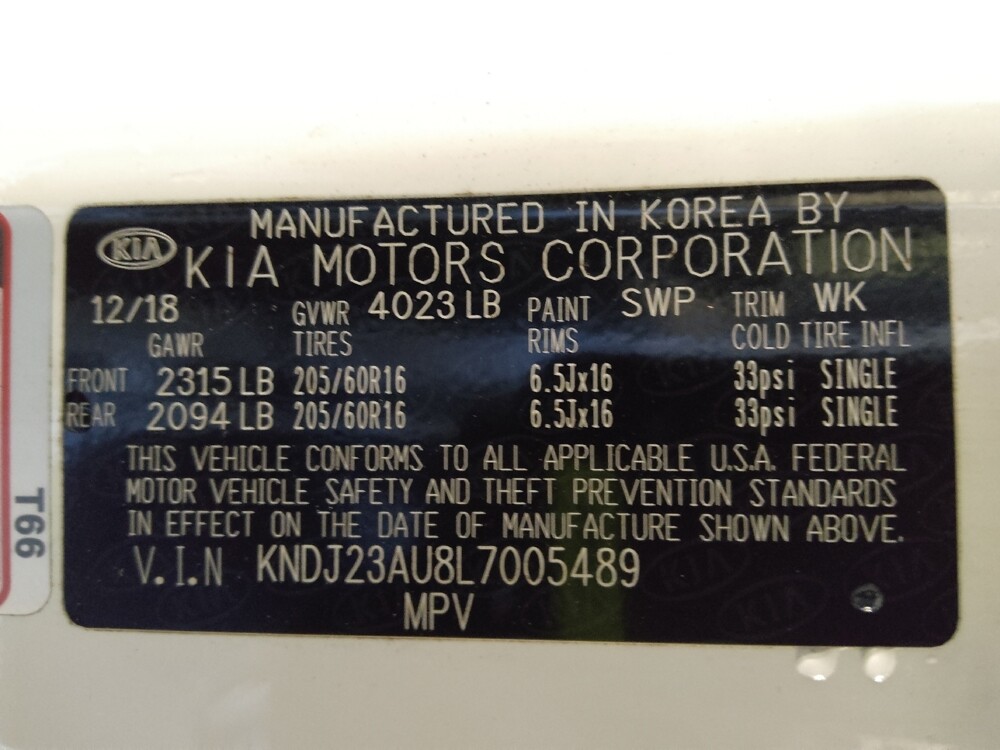 MANUFACTURED IN KOREA BY
KIA KIA MOTORS CORPORATION
12/18 GVWR 4023 LB PAINT SWP TRIM WK
GAWR TIRES RIMS COLD TIRE INFL
FRONT 2315 LB 205/60R16 6.5Jx16 33psi SINGLE
REAR 2094 LB 205/60R16 6.5Jx16 33psi SINGLE
THIS VEHICLE CONFORMS TO ALL APPLICABLE U.S.A. FEDERAL
MOTOR VEHICLE SAFETY AND THEFT PREVENTION STANDARDS
IN EFFECT ON THE DATE OF MANUFACTURE SHOWN ABOVE.
V.I.N KNDJ23AU8L7005489
MPV
T66